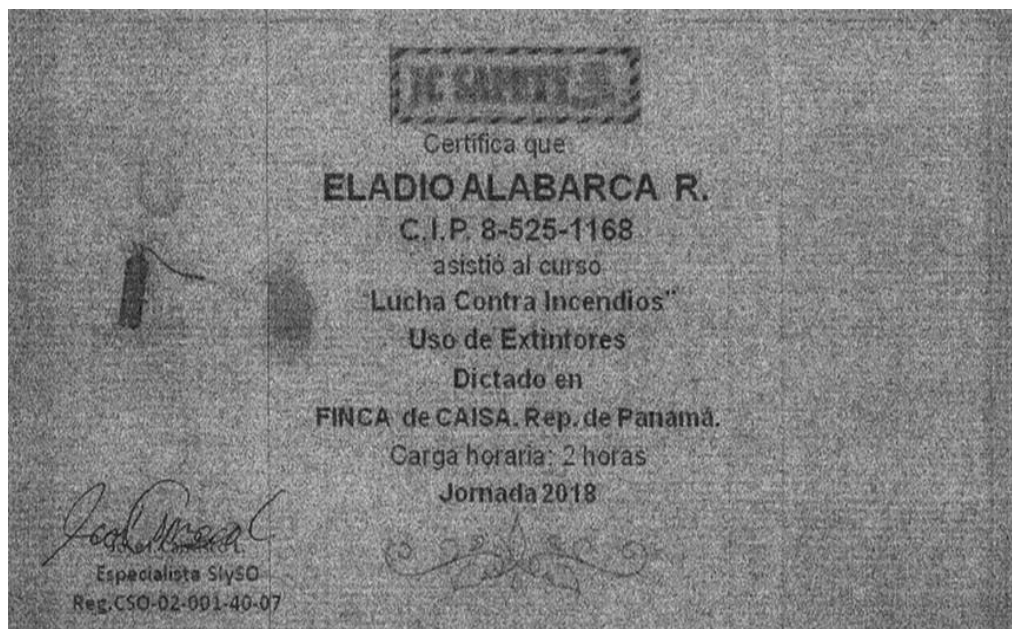 JC SAFETY
Certifica que
ELADIO ALABARCA R.
C.I.P. 8-525-1168
asistió al curso
"Lucha Contra Incendios"
Uso de Extintores
Dictado en
FINCA de CAISA. Rep. de Panamá.
Carga horaria: 2 horas
Jornada 2018
Especialista SIySO
Reg.CSO-02-001-40-07